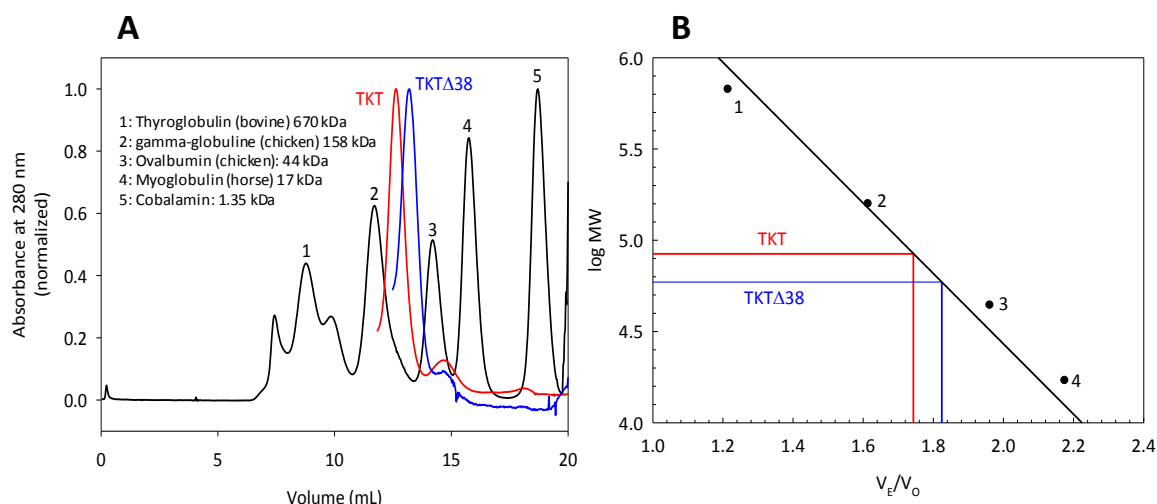 A
B
TKT
TKTΔ38
5
1: Thyroglobulin (bovine) 670 kDa
2: gamma-globuline (chicken) 158 kDa
3: Ovalbumin (chicken): 44 kDa
4: Myoglobulin (horse) 17 kDa
5: Cobalamin: 1.35 kDa
4
2
3
1
1.0
0.8
0.6
0.4
0.2
0.0
Absorbance at 280 nm
(normalized)
0
5
10
15
20
Volume (mL)
6.0
5.5
5.0
4.5
4.0
log MW
1
2
TKT
TKTΔ38
3
4
1.0
1.2
1.4
1.6
1.8
2.0
2.2
2.4
VE/VO